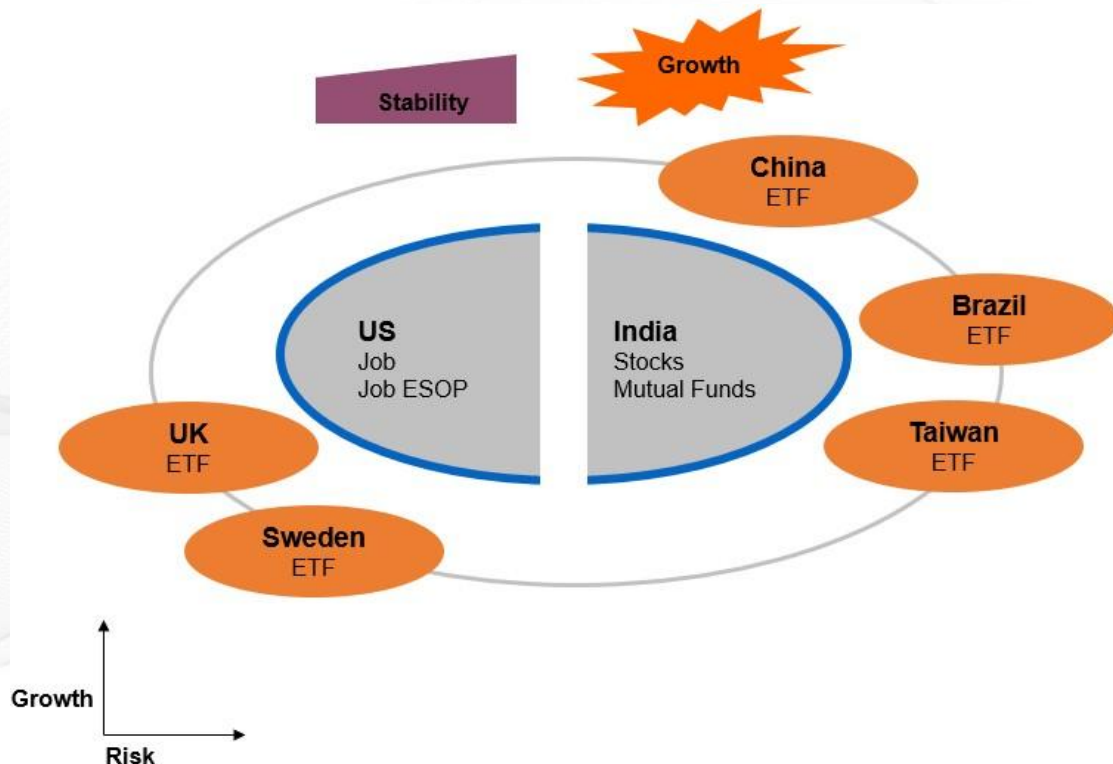 Stability
Growth
China
ETF
Brazil
ETF
US
Job
Job ESOP
India
Stocks
Mutual Funds
UK
ETF
Taiwan
ETF
Sweden
ETF
Growth
Risk